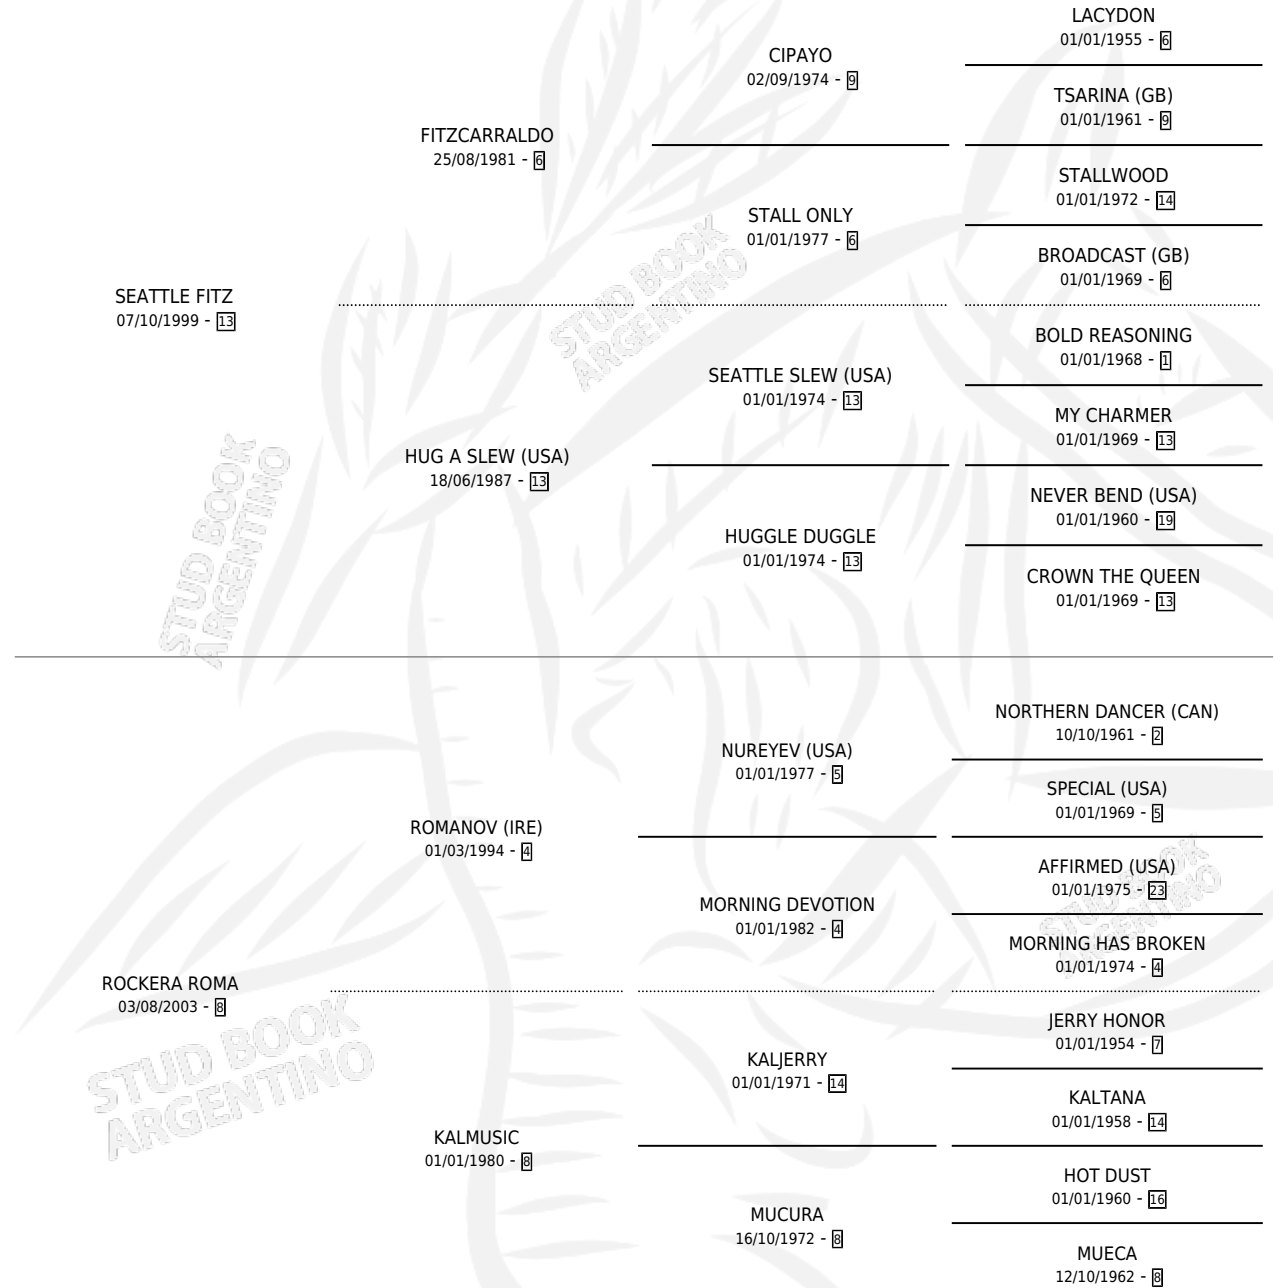 LACYDON
01/01/1955 - 6
CIPAYO
02/09/1974 - 9
TSARINA (GB)
01/01/1961 - 9
FITZCARRALDO
25/08/1981 - 6
STALLWOOD
01/01/1972 - 14
STALL ONLY
01/01/1977 - 6
BROADCAST (GB)
01/01/1969 - 6
STUD BOOK
ARGENTINO
SEATTLE FITZ
07/10/1999 - 13
BOLD REASONING
01/01/1968 - 1
SEATTLE SLEW (USA)
01/01/1974 - 13
MY CHARMER
01/01/1969 - 13
HUG A SLEW (USA)
18/06/1987 - 13
NEVER BEND (USA)
01/01/1960 - 19
HUGGLE DUGGLE
01/01/1974 - 13
CROWN THE QUEEN
01/01/1969 - 13
STUD BOOK
ARGENTINO
NORTHERN DANCER (CAN)
10/10/1961 - 2
NUREYEV (USA)
01/01/1977 - 5
SPECIAL (USA)
01/01/1969 - 5
ROMANOV (IRE)
01/03/1994 - 4
AFFIRMED (USA)
01/01/1975 - 23
MORNING DEVOTION
01/01/1982 - 4
STUD BOOK
ARGENTINO
MORNING HAS BROKEN
01/01/1974 - 4
ROCKERA ROMA
03/08/2003 - 8
JERRY HONOR
01/01/1954 - 7
KALJERRY
01/01/1971 - 14
STUD BOOK
ARGENTINO
KALTANA
01/01/1958 - 14
KALMUSIC
01/01/1980 - 8
HOT DUST
01/01/1960 - 16
MUCURA
16/10/1972 - 8
MUECA
12/10/1962 - 8